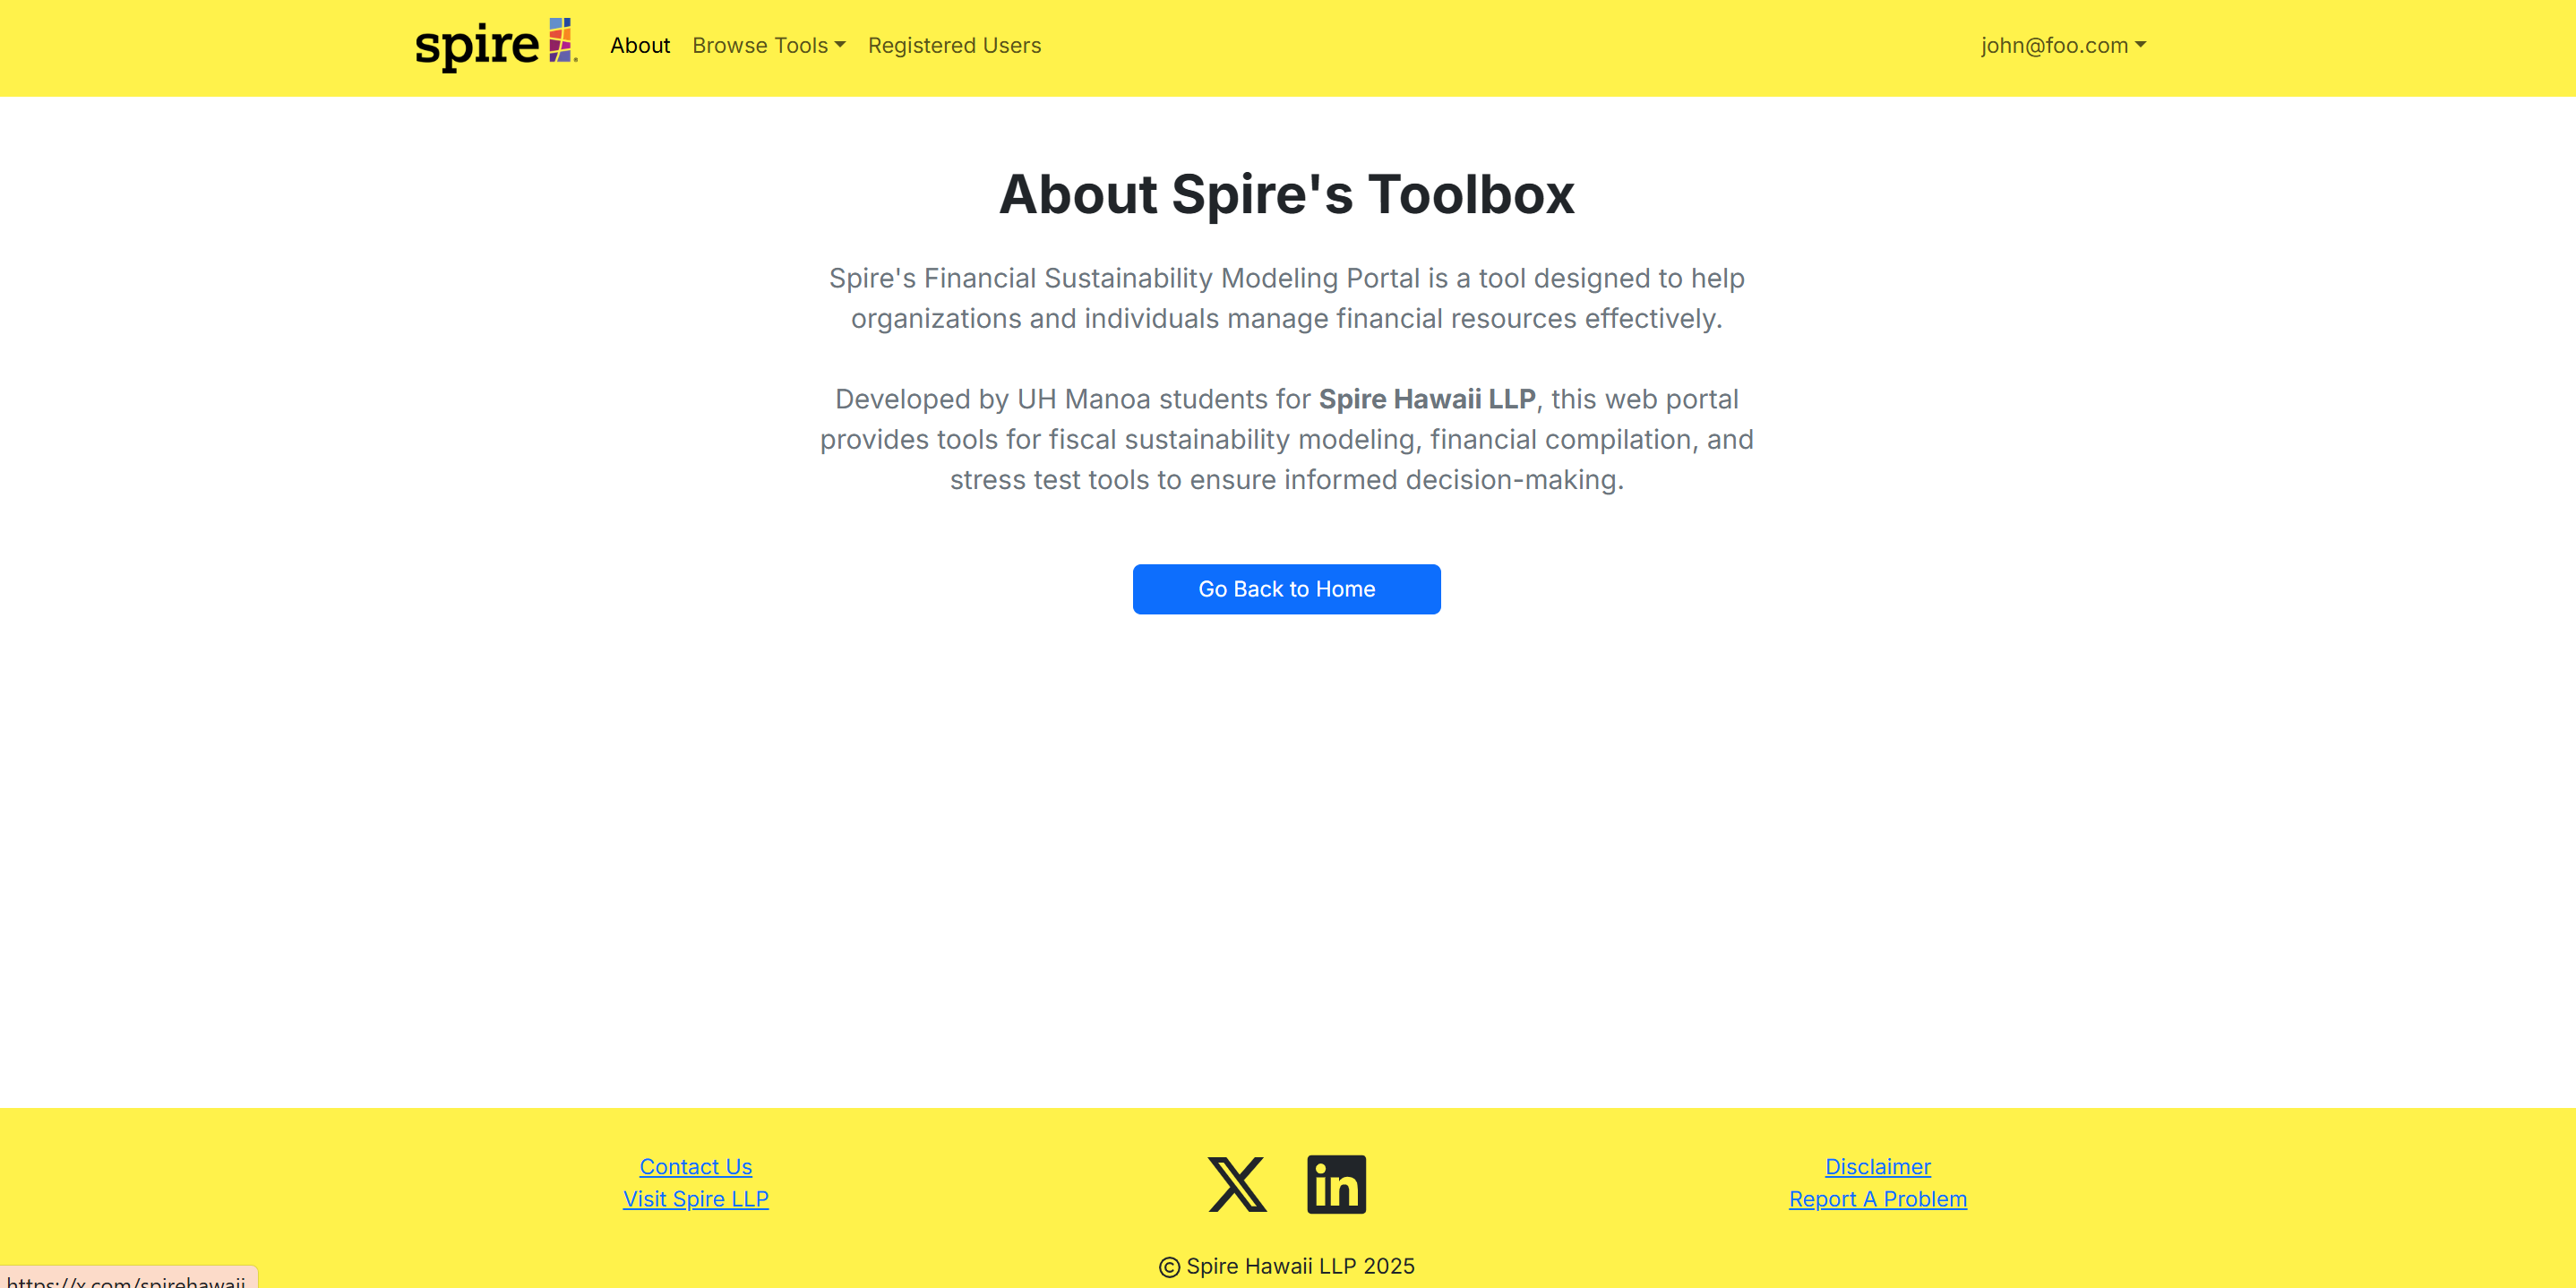 spire
About
Browse Tools
Registered Users
john@foo.com
About Spire's Toolbox
Spire's Financial Sustainability Modeling Portal is a tool designed to help
organizations and individuals manage financial resources effectively.
Developed by UH Manoa students for Spire Hawaii LLP, this web portal
provides tools for fiscal sustainability modeling, financial compilation, and
stress test tools to ensure informed decision-making.
Go Back to Home
Contact Us
Visit Spire LLP
in
Disclaimer
Report A Problem
© Spire Hawaii LLP 2025
https://x.com/spirehawaii